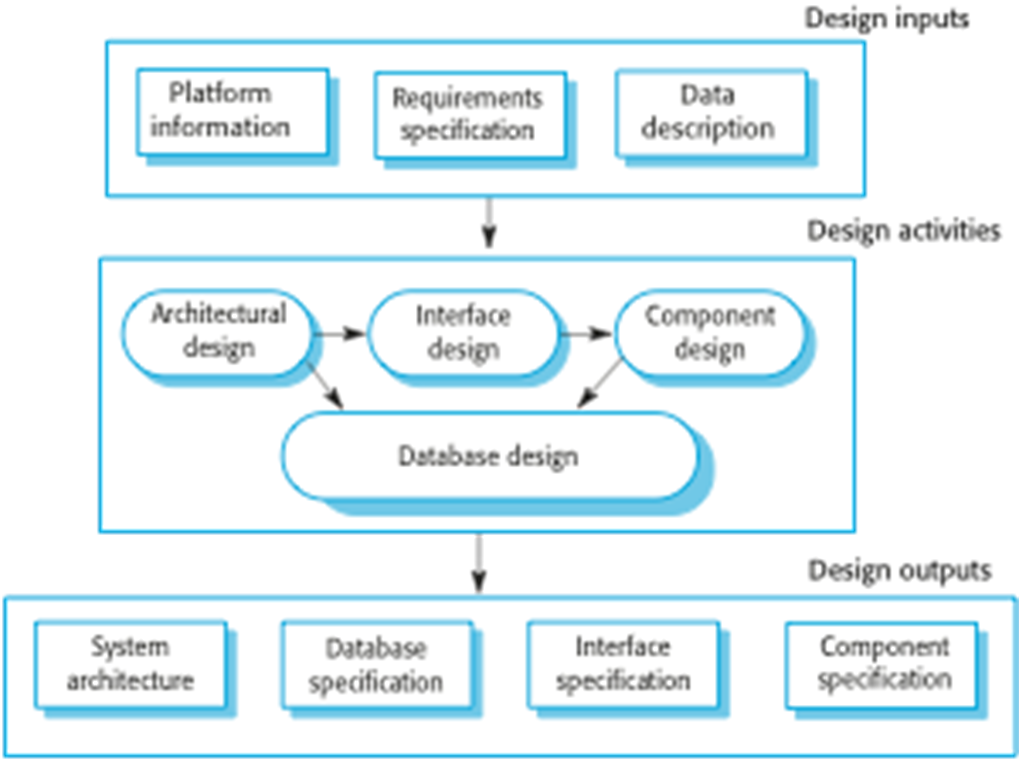 Design inputs
Platform
information
Requirements
specification
Data
description
Design activities
Architectural
design
Interface
design
Component
design
Database design
Design outputs
System
architecture
Database
specification
Interface
specification
Component
specification